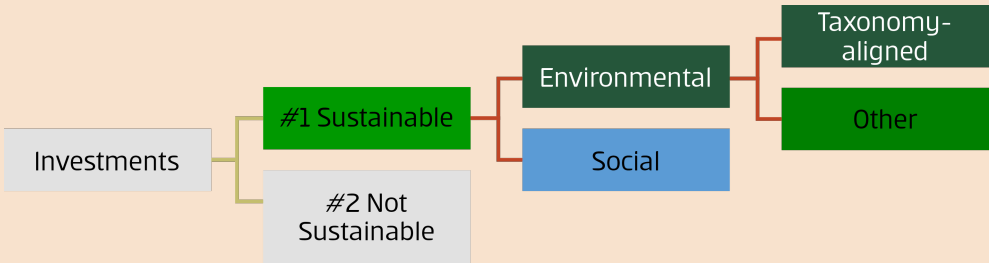 Taxonomy-
aligned
Environmental
#1 Sustainable
Other
Investments
Social
#2 Not
Sustainable